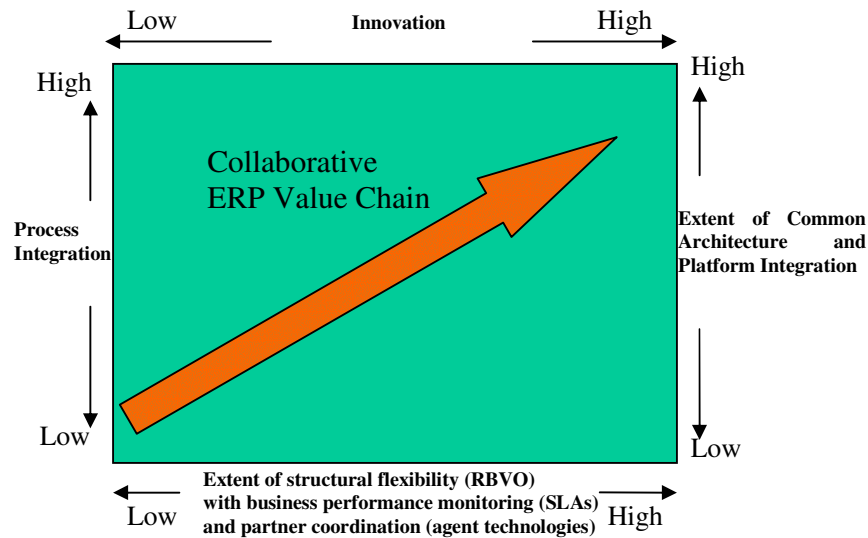 Low Innovation High
High High
Collaborative
ERP Value Chain
Process
Integration
Extent of Common
Architecture and
Platform Integration
Low Low
Extent of structural flexibility (RBVO)
with business performance monitoring (SLAs)
Low and partner coordination (agent technologies) High